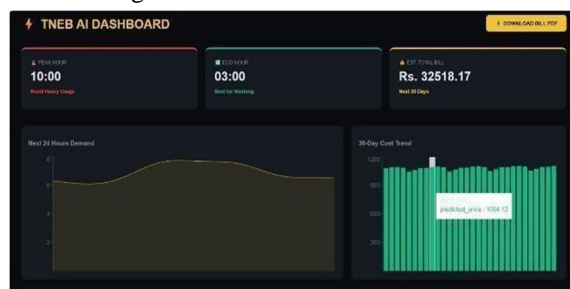 TNEB AI DASHBOARD
DOWNLOAD BILL PDF
PEAK HOUR
10:00
Avoid Heavy Usage
ECO HOUR
03:00
Best for Washing
EST. TOTAL BILL
Rs. 32518.17
Next 30 Days
Next 24 Hours Demand
8
6
4
2
30-Day Cost Trend
1200
900
600
300
predicted_price : 1094.12